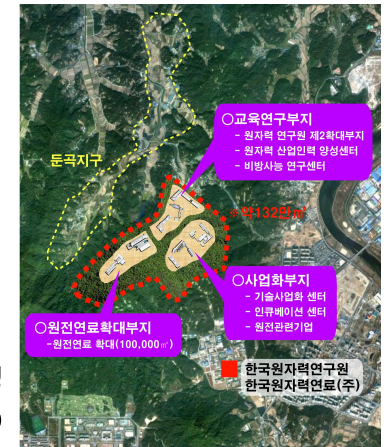 ○교육연구부지
- 원자력 연구원 제2확대부지
- 원자력 산업인력 양성센터
- 비방사능 연구센터
둔곡지구
※약132만㎡
○사업화부지
- 기술사업화 센터
- 인큐베이션 센터
- 원전관련기업
○원전연료확대부지
-원전연료 확대(100,000㎡)
한국원자력연구원
한국원자력연료(주)